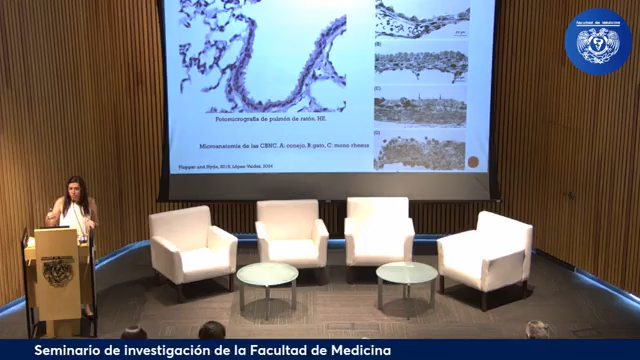 facultad de Medicina
Fotomicrografía de pulmón de ratón. HE.
Microanatomía de las CBHC. A: conejo, B:gato, C: mono rhesus
(B)
(C)
Seminario de investigación de la Facultad de Medicina